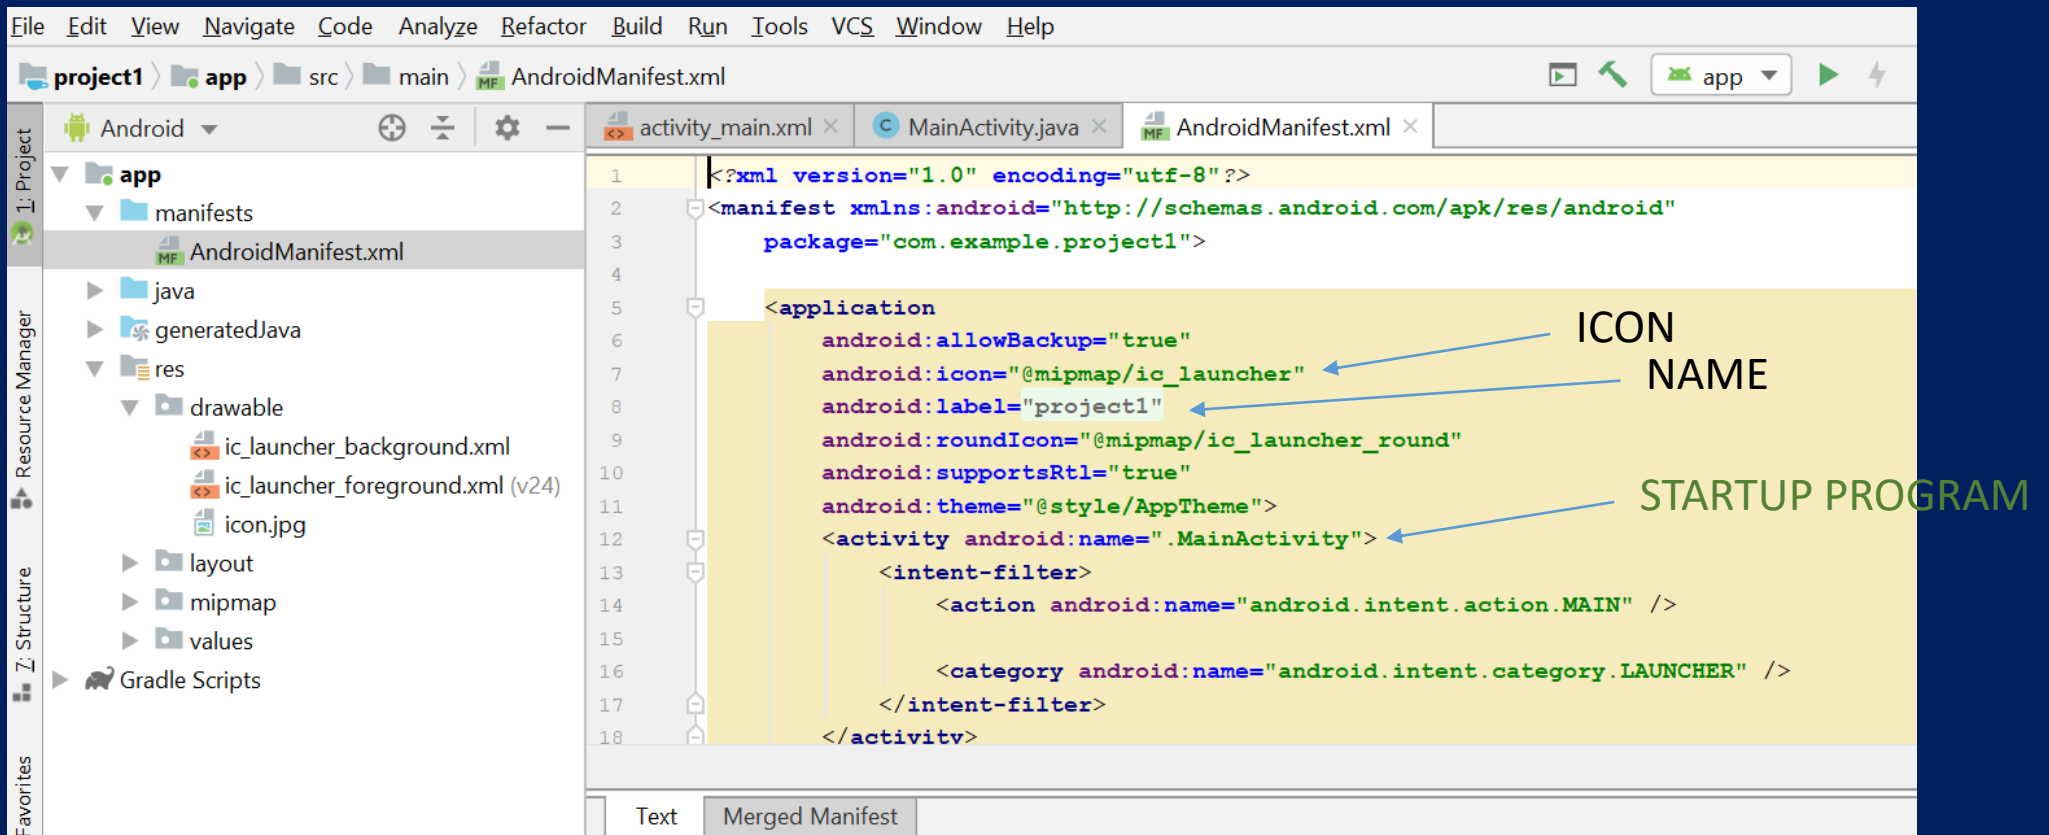 File Edit View Navigate Code Analyze Refactor Build Run Tools VCS Window Help
project1 app src main AndroidManifest.xml app
1: Project
Resource Manager
7: Structure
Favorites
Android
app
manifests
AndroidManifest.xml
java
generatedJava
res
drawable
ic_launcher_background.xml
ic_launcher_foreground.xml (v24)
icon.jpg
layout
mipmap
values
Gradle Scripts
activity_main.xml MainActivity.java AndroidManifest.xml
1 <?xml version="1.0" encoding="utf-8"?>
2 <manifest xmlns:android="http://schemas.android.com/apk/res/android"
3 package="com.example.project1">
4
5 <application
6 android:allowBackup="true"
7 android:icon="@mipmap/ic_launcher"
8 android:label="project1"
9 android:roundIcon="@mipmap/ic_launcher_round"
10 android:supportsRtl="true"
11 android:theme="@style/AppTheme">
12 <activity android:name=".MainActivity">
13 <intent-filter>
14 <action android:name="android.intent.action.MAIN" />
15
16 <category android:name="android.intent.category.LAUNCHER" />
17 </intent-filter>
18 </activity>
ICON
NAME
STARTUP PROGRAM
Text Merged Manifest